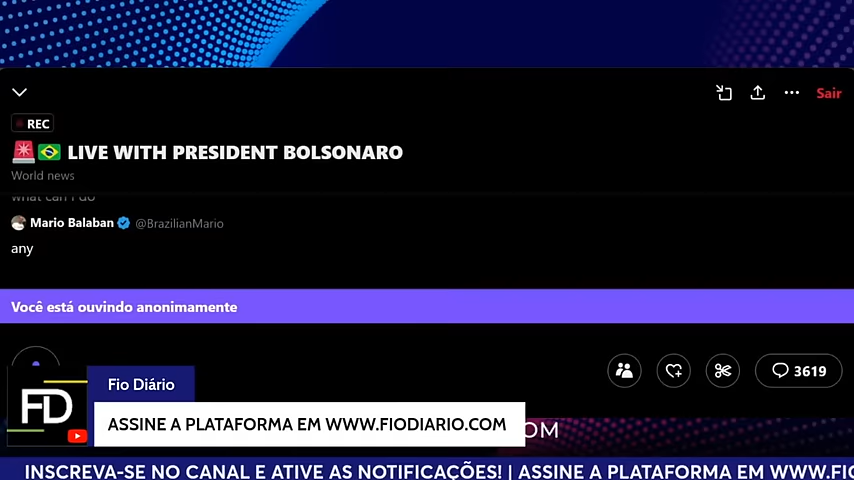 Sair
REC
LIVE WITH PRESIDENT BOLSONARO
World news
what can I do
Mario Balaban @BrazilianMario
any
Você está ouvindo anonimamente
3619
FD
Fio Diário
ASSINE A PLATAFORMA EM WWW.FIODIARIO.COM
OM
INSCREVA-SE NO CANAL E ATIVE AS NOTIFICAÇÕES! | ASSINE A PLATAFORMA EM WWW.FIO